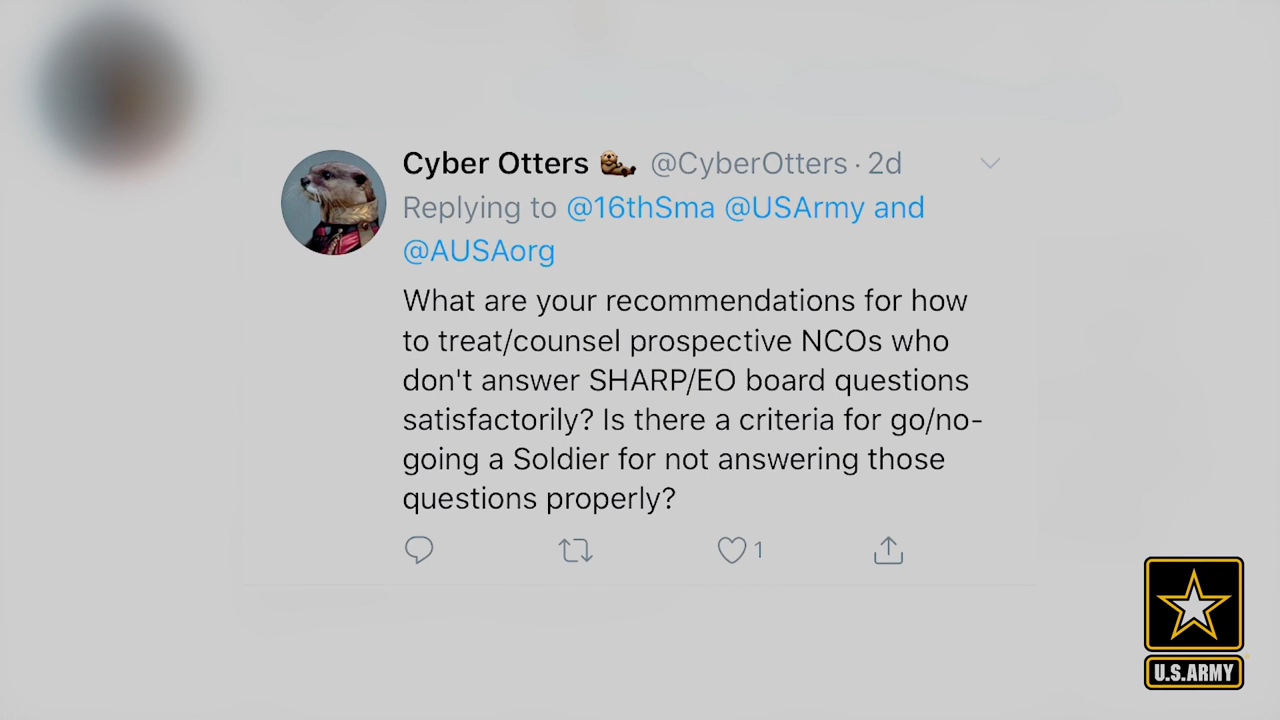 Cyber Otters 🦦 @CyberOtters · 2d
Replying to @16thSma @USArmy and
@AUSAorg
What are your recommendations for how
to treat/counsel prospective NCOs who
don't answer SHARP/EO board questions
satisfactorily? Is there a criteria for go/no-
going a Soldier for not answering those
questions properly?
1
U.S.ARMY